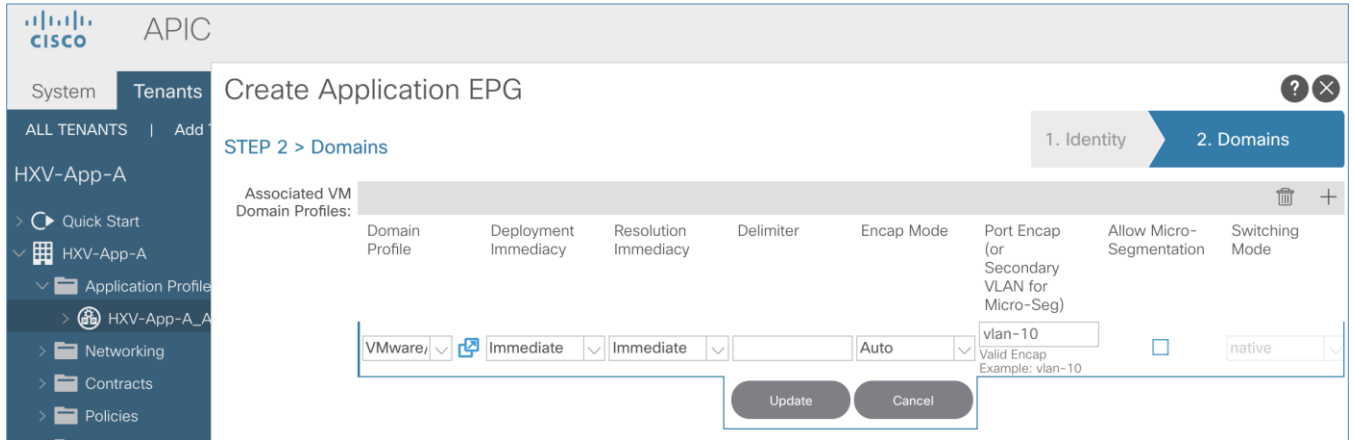 CISCO
APIC
System
Tenants
Create Application EPG
?
ALL TENANTS | Add
STEP 2 > Domains
1. Identity
2. Domains
HXV-App-A
Associated VM
Domain Profiles:
Quick Start
HXV-App-A
Application Profile
HXV-App-A_A
Networking
Contracts
Policies
Domain
Profile
Deployment
Immediacy
Resolution
Immediacy
Delimiter
Encap Mode
Port Encap
(or
Secondary
VLAN for
Micro-Seg)
Allow Micro-
Segmentation
Switching
Mode
VMware/
Immediate
Immediate
Auto
vlan-10
Valid Encap
Example: vlan-10
native
Update
Cancel